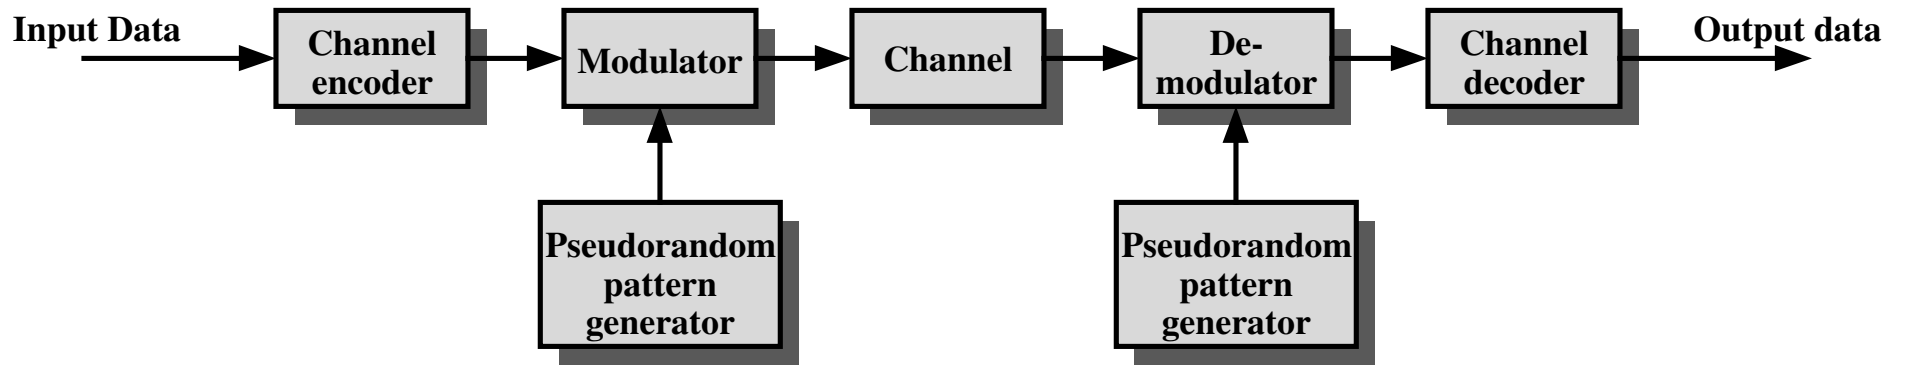 Input Data
Channel
encoder
Modulator
Channel
De-
modulator
Channel
decoder
Output data
Pseudorandom
pattern
generator
Pseudorandom
pattern
generator